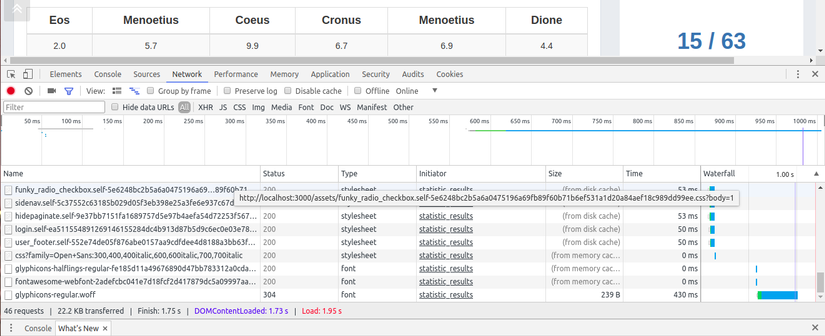 Eos Menoetius Coeus Cronus Menoetius Dione
2.0 5.7 9.9 6.7 6.9 4.4
15 / 63
Elements Console Sources Network Performance Memory Application Security Audits Cookies
View: Group by frame Preserve log Disable cache Offline Online
Filter Hide data URLs All XHR JS CSS Img Media Font Doc WS Manifest Other
50 ms 100 ms 150 ms 200 ms 250 ms 300 ms 350 ms 400 ms 450 ms 500 ms 550 ms 600 ms 650 ms 700 ms 750 ms 800 ms 850 ms 900 ms 950 ms 1000 ms
Name Status Type Initiator Size Time Waterfall 1.00 s
funky_radio_checkbox.self-5e6248bc2b5a6a0475196a69…89f60b71 200 stylesheet statistic_results (from disk cache) 53 ms
http://localhost:3000/assets/funky_radio_checkbox.self-5e6248bc2b5a6a0475196a69fb89f60b71b6ef531a1d20a84aef18c989dd99ee.css?body=1
sidenav.self-5c37552c63185b029d05f3eb398e25a3fe6e937c67d
hidepaginate.self-9e37bb7151fa1689757d5e97b4aefa54d7253f567… 200 stylesheet statistic_results (from disk cache) 53 ms
login.self-ea5115548912691461552​84dc4b913d87b5d9c6ec0e03e78… 200 stylesheet statistic_results (from disk cache) 50 ms
user_footer.self-552e74de05f876abe0157aa9cdfdee4d8188a3bb63f… 200 stylesheet statistic_results (from disk cache) 50 ms
css?family=Open+Sans:300,400,400italic,600,600italic,700,700italic 200 stylesheet statistic_results (from memory cac… 0 ms
glyphicons-halflings-regular-fe185d11a49676890d47bb783312a0cda… 200 font statistic_results (from memory cac… 0 ms
fontawesome-webfont-2adefcbc041e7d18fcf2d417879dc5a09997aa… 200 font statistic_results (from memory cac… 0 ms
glyphicons-regular.woff 304 font statistic_results 239 B 430 ms
46 requests | 22.2 KB transferred | Finish: 1.75 s | DOMContentLoaded: 1.73 s | Load: 1.95 s
Console What's New ×